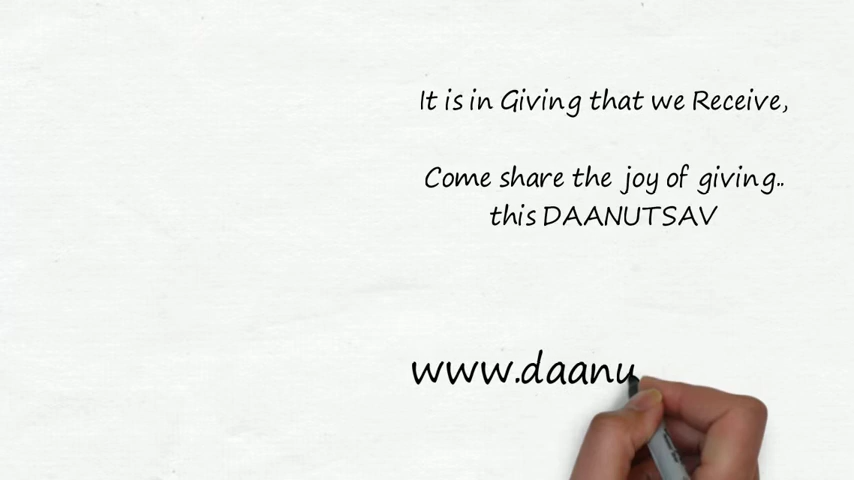 It is in Giving that we Receive,
Come share the joy of giving..
this DAANUTSAV
www.daanu